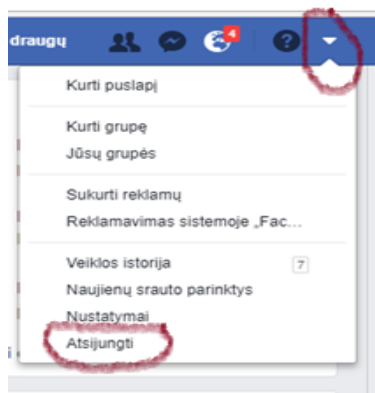 draugų
4
Kurti puslapį
Kurti grupę
Jūsų grupės
Sukurti reklamų
Reklamavimas sistemoje „Fac...
Veiklos istorija 7
Naujienų srauto parinktys
Nustatymai
Atsijungti